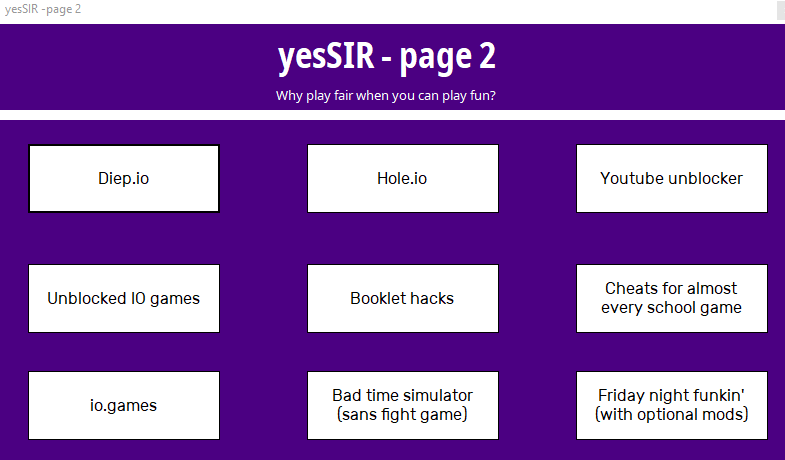 yesSIR -page 2
yesSIR - page 2
Why play fair when you can play fun?
Diep.io
Hole.io
Youtube unblocker
Unblocked IO games
Booklet hacks
Cheats for almost
every school game
io.games
Bad time simulator
(sans fight game)
Friday night funkin'
(with optional mods)